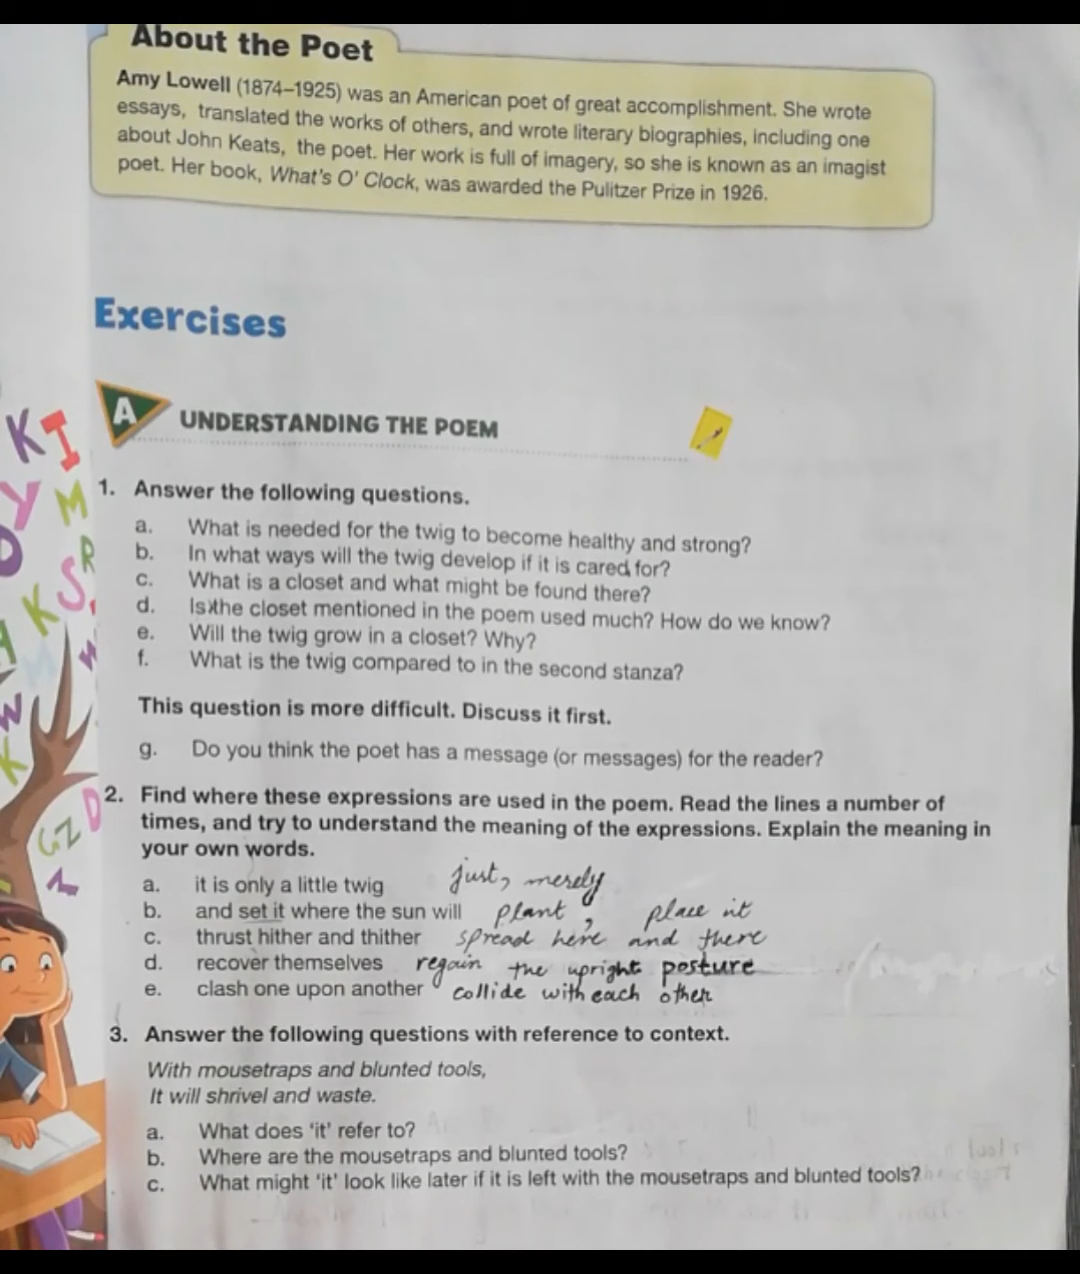 About the Poet
Amy Lowell (1874–1925) was an American poet of great accomplishment. She wrote
essays, translated the works of others, and wrote literary biographies, including one
about John Keats, the poet. Her work is full of imagery, so she is known as an imagist
poet. Her book, What's O' Clock, was awarded the Pulitzer Prize in 1926.
Exercises
A UNDERSTANDING THE POEM
1. Answer the following questions.
a. What is needed for the twig to become healthy and strong?
b. In what ways will the twig develop if it is cared for?
c. What is a closet and what might be found there?
d. Is the closet mentioned in the poem used much? How do we know?
e. Will the twig grow in a closet? Why?
f. What is the twig compared to in the second stanza?
This question is more difficult. Discuss it first.
g. Do you think the poet has a message (or messages) for the reader?
2. Find where these expressions are used in the poem. Read the lines a number of
times, and try to understand the meaning of the expressions. Explain the meaning in
your own words.
a. it is only a little twig just, merely
b. and set it where the sun will plant, place it
c. thrust hither and thither spread here and there
d. recover themselves regain the upright posture
e. clash one upon another collide with each other
3. Answer the following questions with reference to context.
With mousetraps and blunted tools,
It will shrivel and waste.
a. What does 'it' refer to?
b. Where are the mousetraps and blunted tools?
c. What might 'it' look like later if it is left with the mousetraps and blunted tools?